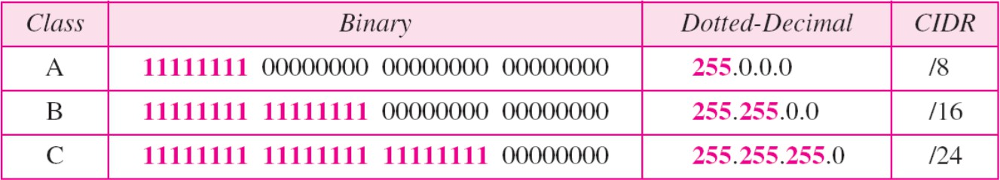 Class Binary Dotted-Decimal CIDR
A 11111111 00000000 00000000 00000000 255.0.0.0 /8
B 11111111 11111111 00000000 00000000 255.255.0.0 /16
C 11111111 11111111 11111111 00000000 255.255.255.0 /24